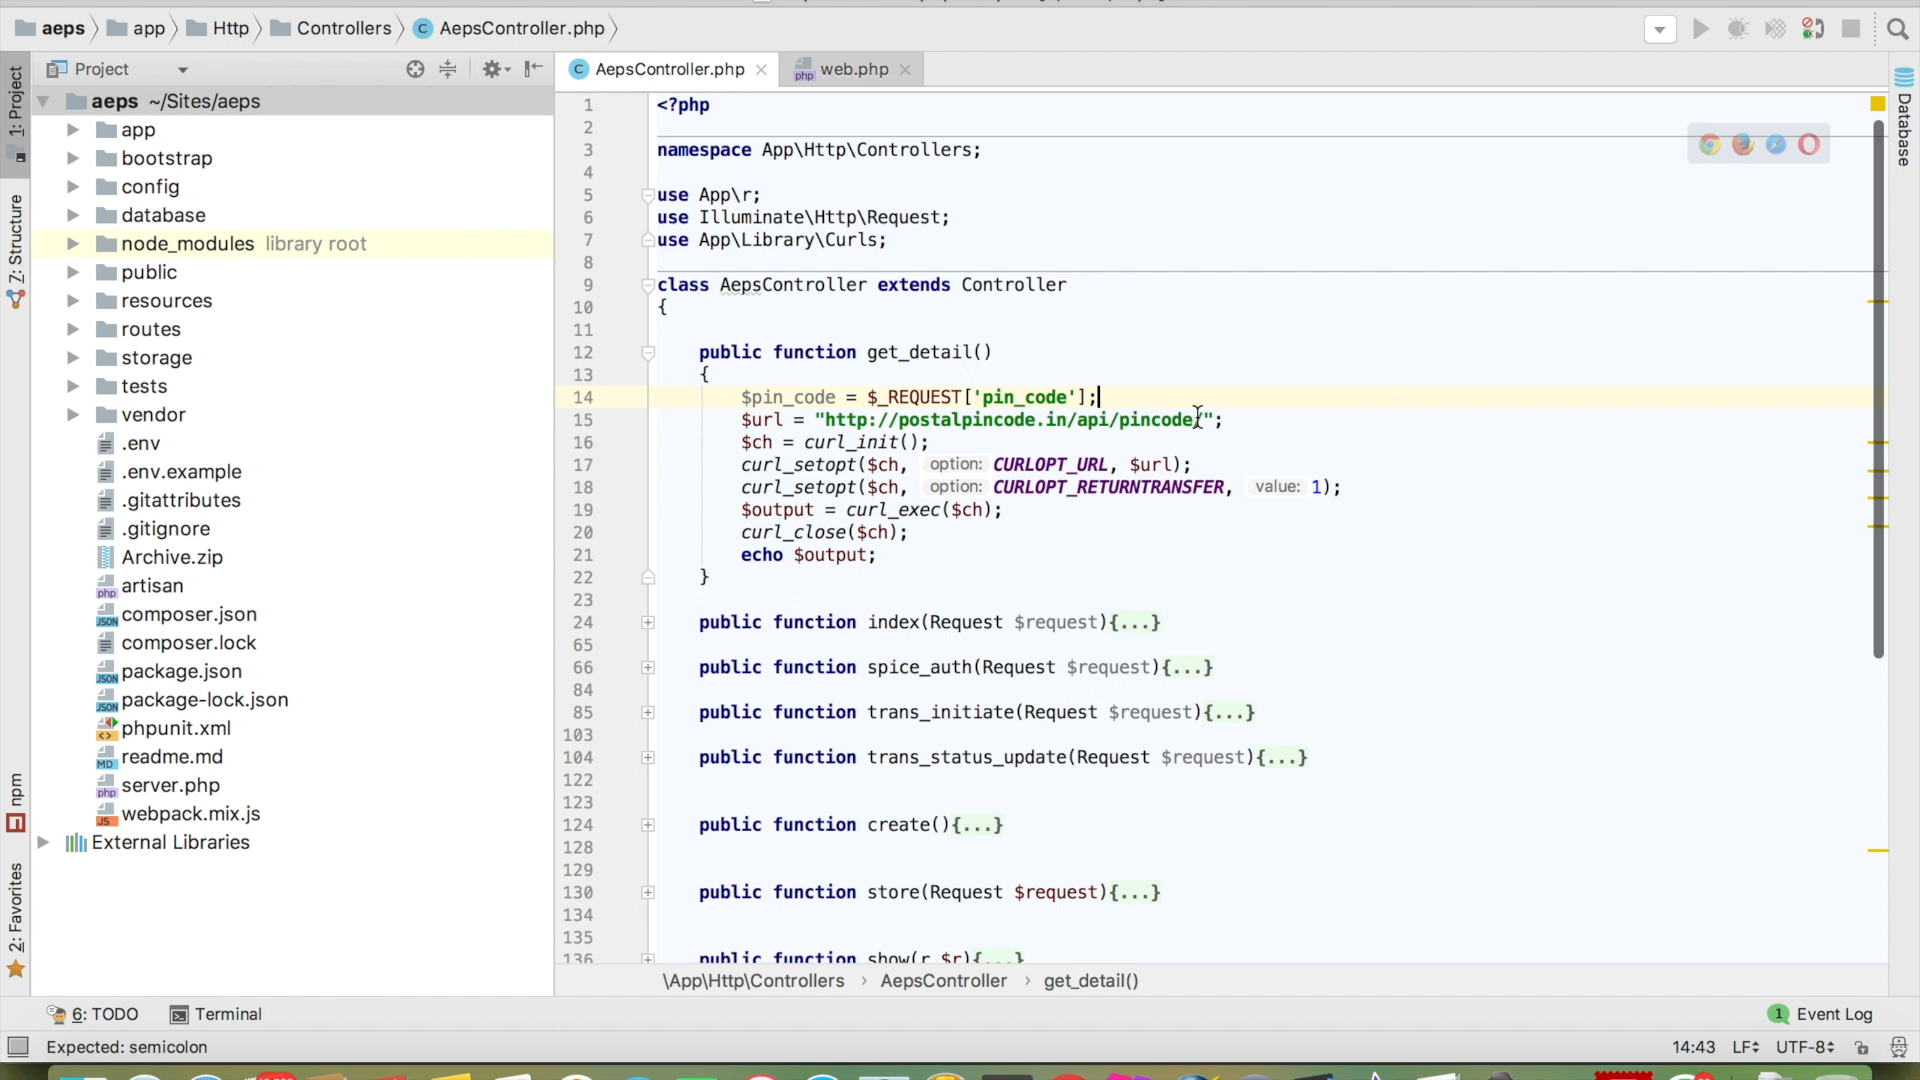 aeps app Http Controllers AepsController.php
Project
AepsController.php web.php
1: Project
Z: Structure
npm
2: Favorites
Database
aeps ~/Sites/aeps
app
bootstrap
config
database
node_modules library root
public
resources
routes
storage
tests
vendor
.env
.env.example
.gitattributes
.gitignore
Archive.zip
artisan
composer.json
composer.lock
package.json
package-lock.json
phpunit.xml
readme.md
server.php
webpack.mix.js
External Libraries
1 <?php
2
3 namespace App\Http\Controllers;
4
5 use App\r;
6 use Illuminate\Http\Request;
7 use App\Library\Curls;
8
9 class AepsController extends Controller
10 {
11
12 public function get_detail()
13 {
14 $pin_code = $_REQUEST['pin_code'];
15 $url = "http://postalpincode.in/api/pincode/";
16 $ch = curl_init();
17 curl_setopt($ch, option: CURLOPT_URL, $url);
18 curl_setopt($ch, option: CURLOPT_RETURNTRANSFER, value: 1);
19 $output = curl_exec($ch);
20 curl_close($ch);
21 echo $output;
22 }
23
24 public function index(Request $request){...}
65
66 public function spice_auth(Request $request){...}
84
85 public function trans_initiate(Request $request){...}
103
104 public function trans_status_update(Request $request){...}
122
123
124 public function create(){...}
128
129
130 public function store(Request $request){...}
134
135
136 public function show(r $r){...}
\App\Http\Controllers › AepsController › get_detail()
6: TODO Terminal 1 Event Log
Expected: semicolon 14:43 LF UTF-8